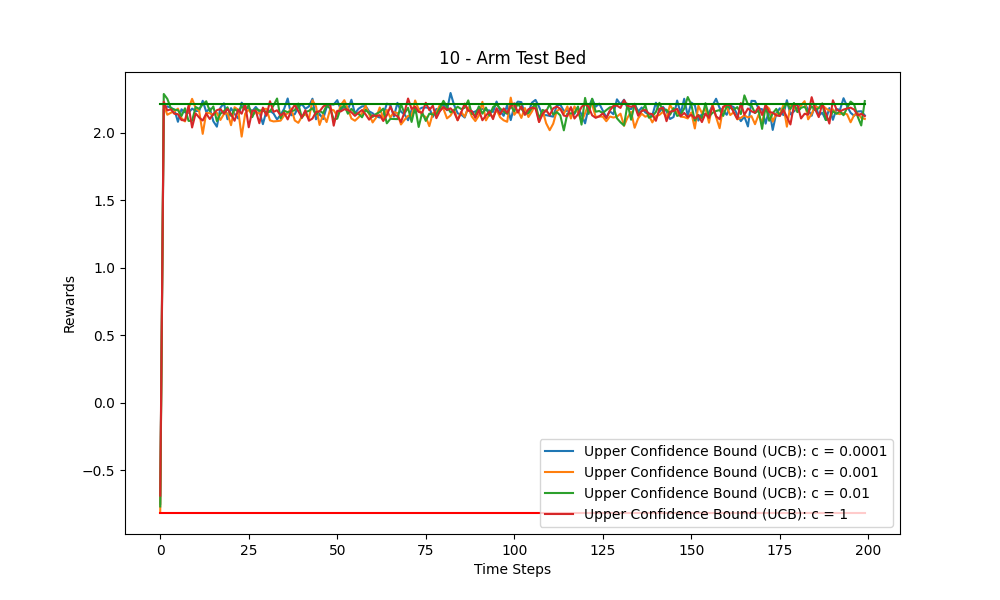 10 - Arm Test Bed
Rewards
2.0
1.5
1.0
0.5
0.0
−0.5
Upper Confidence Bound (UCB): c = 0.0001
Upper Confidence Bound (UCB): c = 0.001
Upper Confidence Bound (UCB): c = 0.01
Upper Confidence Bound (UCB): c = 1
0 25 50 75 100 125 150 175 200
Time Steps